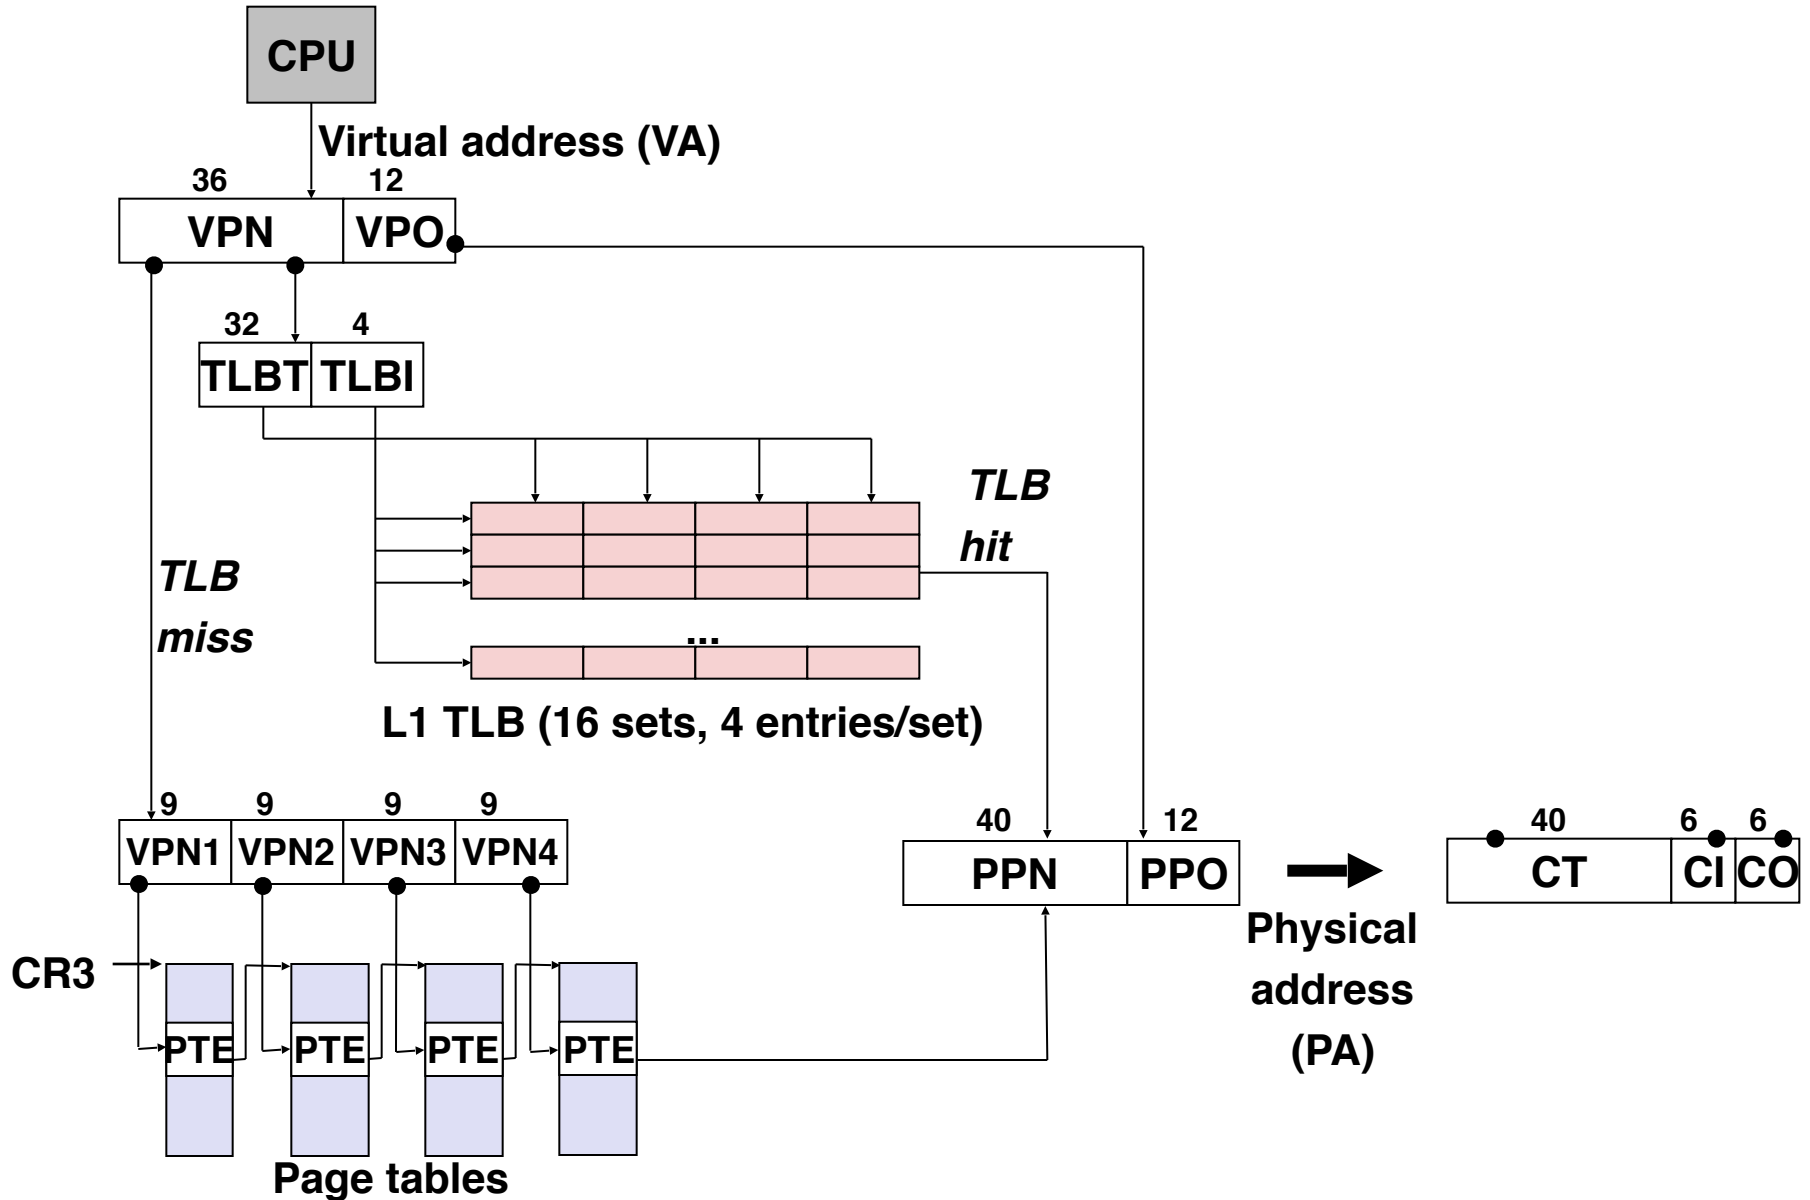 CPU
Virtual address (VA)
36 12
VPN VPO
32 4
TLBT TLBI
TLB
hit
TLB
miss
...
L1 TLB (16 sets, 4 entries/set)
9 9 9 9
VPN1 VPN2 VPN3 VPN4
40 12
PPN PPO
40 6 6
CT CI CO
Physical
address
(PA)
CR3
PTE PTE PTE PTE
Page tables